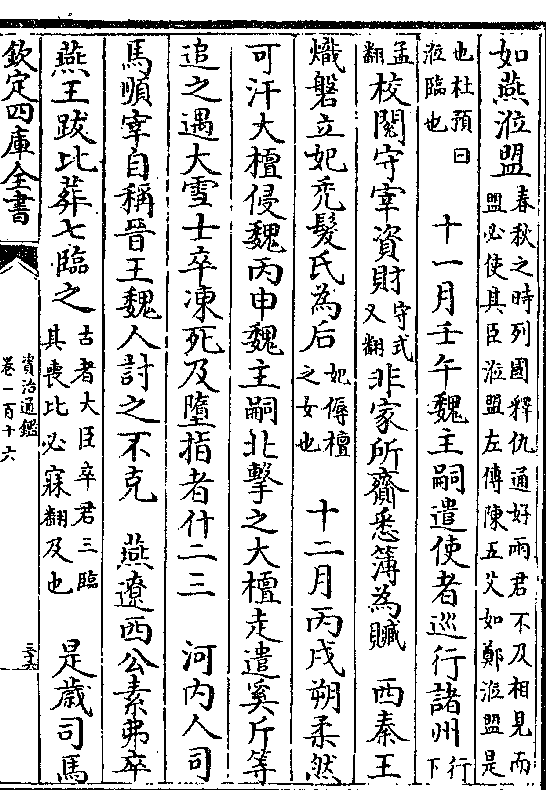 如燕涖盟春秋之時列國釋仇通好兩君不及相見而
盟必使其臣涖盟左傳陳五父如鄭涖盟是
也杜預曰
涖臨也　十一月壬午魏主嗣遣使者巡行諸州行
下
孟
翻校閱守宰資財守式
又翻非家所齎悉簿為贓　西秦王
熾磐立妃禿髮氏為后妃傉檀
之女也　十二月丙戌朔柔然
可汗大檀侵魏丙申魏主嗣北擊之大檀走遣奚斤等
追之遇大雪士卒凍死及墮指者什二三　河内人司
馬順宰自稱晉王魏人討之不克　燕遼西公素弗卒
燕王跋比葬七臨之古者大臣卒君三臨
其喪比必寐翻及也　是歲司馬
欽定四庫全書
資治通鑑
卷一百十六